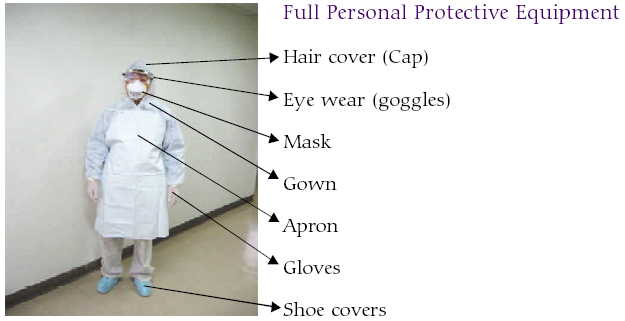 Full Personal Protective Equipment
Hair cover (Cap)
Eye wear (goggles)
Mask
Gown
Apron
Gloves
Shoe covers